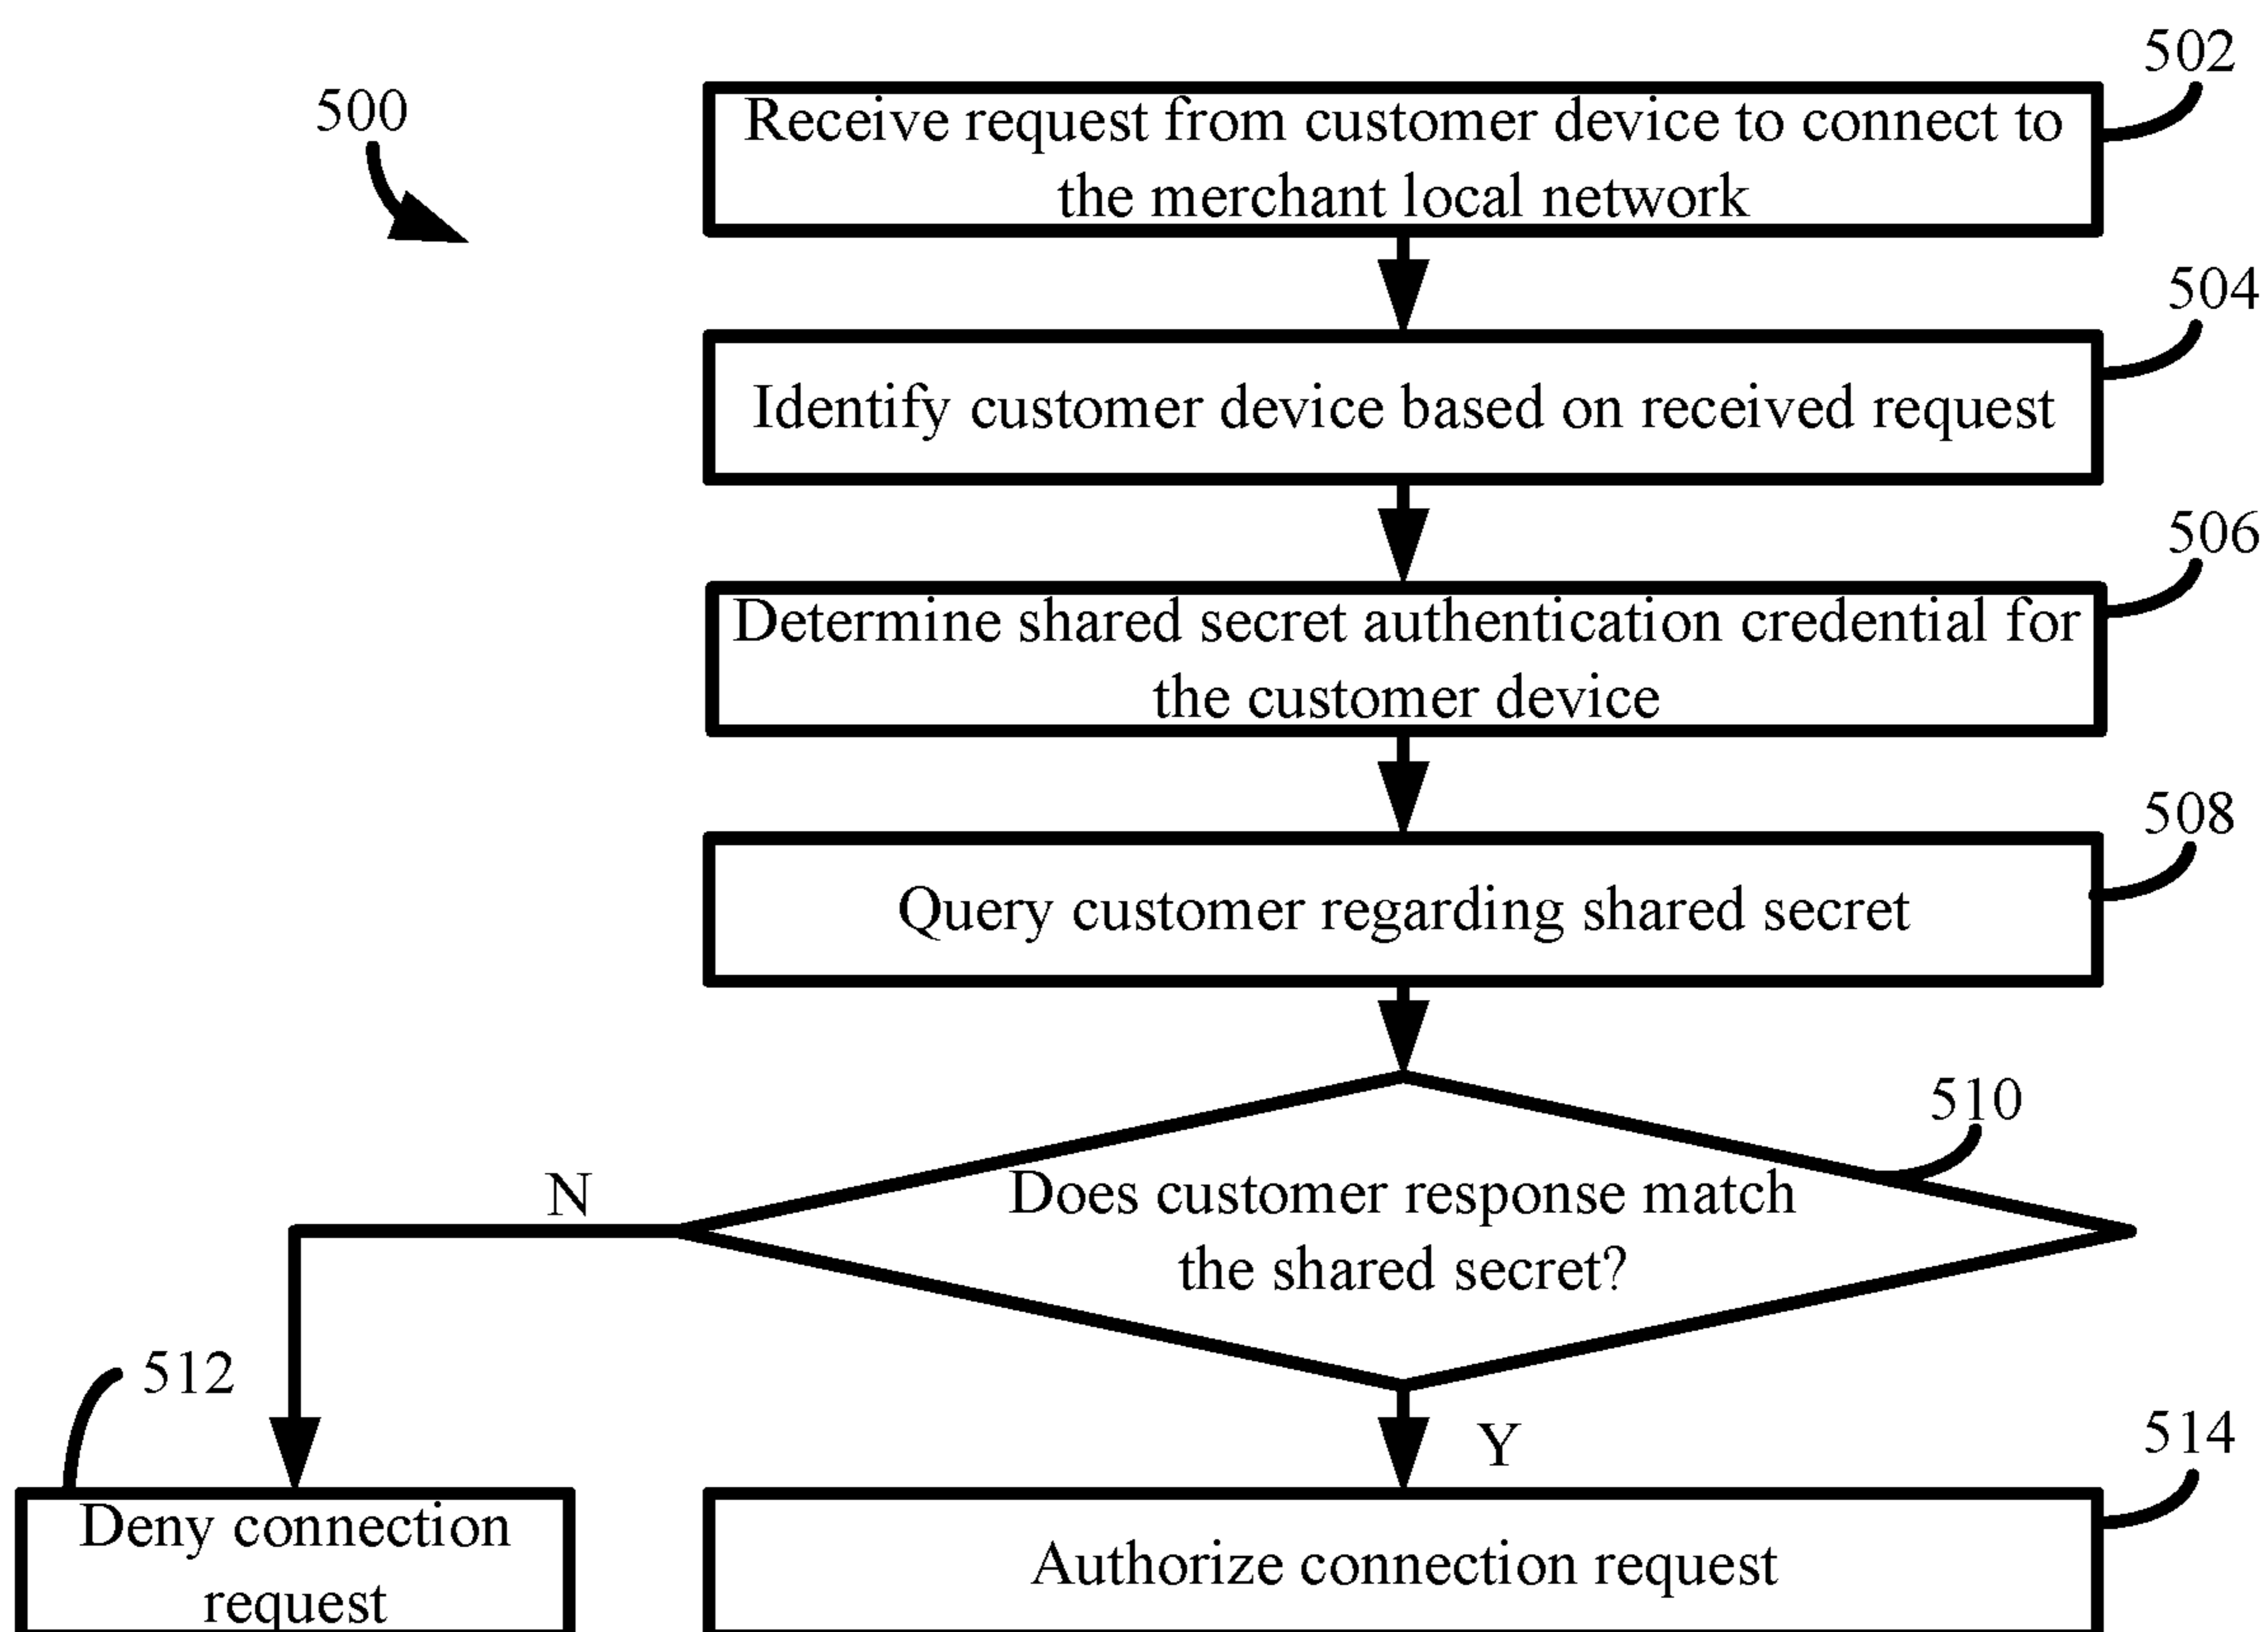 502
500
Receive request from customer device to connect to
the merchant local network
504
Identify customer device based on received request
506
Determine shared secret authentication credential for
the customer device
508
Query customer regarding shared secret
510
Does customer response match
the shared secret?
N
512
Y
514
Deny connection
request
Authorize connection request